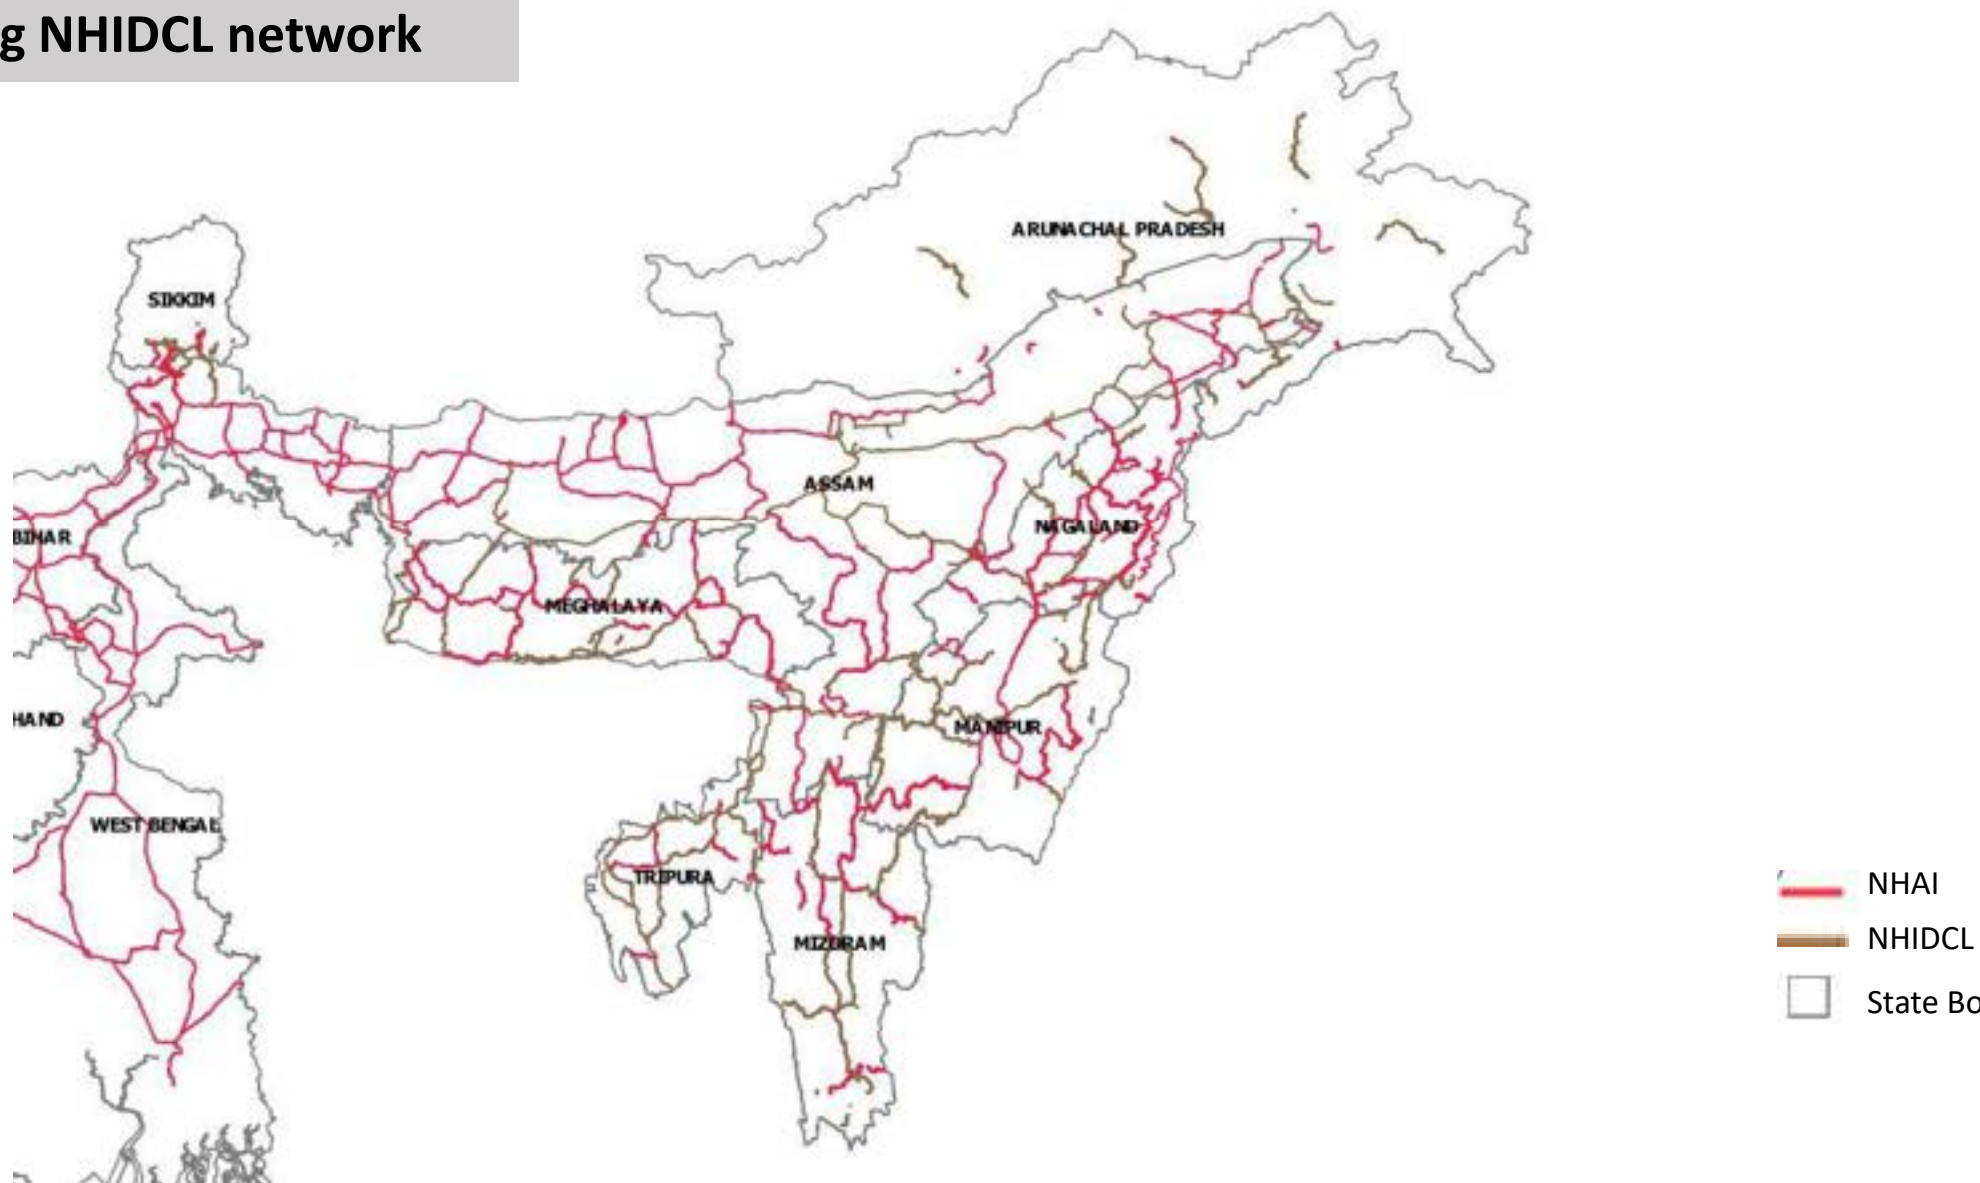 g NHIDCL network
ARUNACHAL PRADESH
SIKKIM
ASSAM
NAGALAND
BIHAR
MEGHALAYA
HAND
MANIPUR
WEST BENGAL
TRIPURA
MIZORAM
NHAI
NHIDCL
State Bo